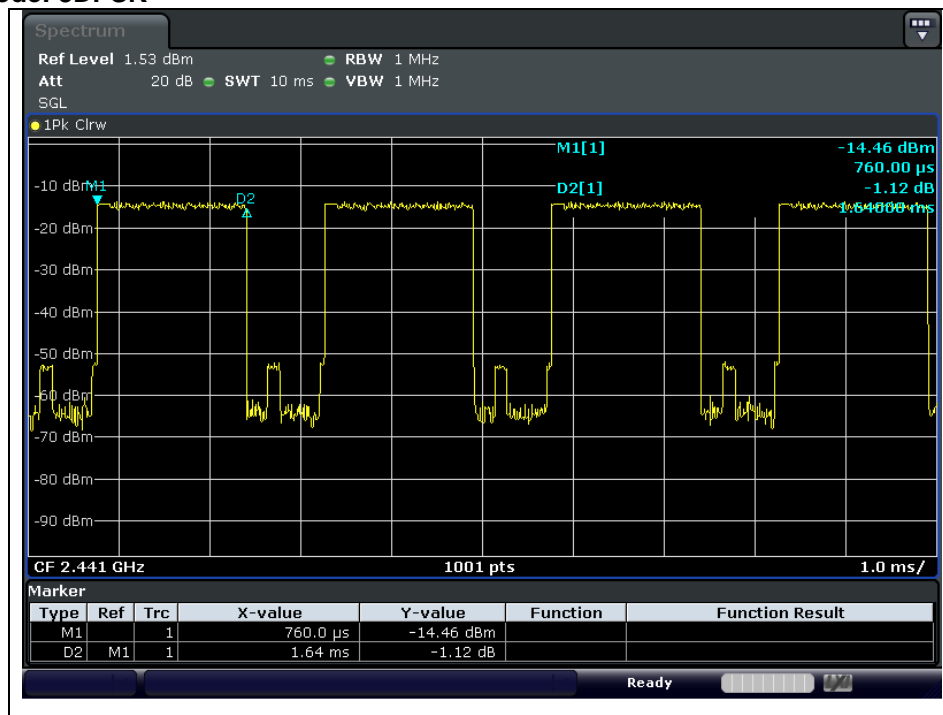 Spectrum
Ref Level 1.53 dBm RBW 1 MHz
Att 20 dB SWT 10 ms VBW 1 MHz
SGL
1Pk Clrw
M1[1] -14.46 dBm
760.00 µs
-10 dBm M1 D2[1] -1.12 dB
D2 1.64000 ms
-20 dBm
-30 dBm
-40 dBm
-50 dBm
-60 dBm
-70 dBm
-80 dBm
-90 dBm
CF 2.441 GHz 1001 pts 1.0 ms/
Marker
Type Ref Trc X-value Y-value Function Function Result
M1 1 760.0 µs -14.46 dBm
D2 M1 1 1.64 ms -1.12 dB
Ready